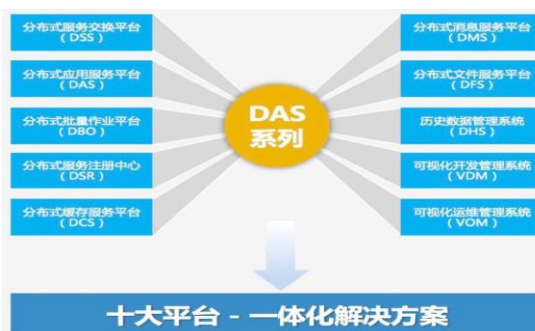 分布式服务交换平台
（DSS）
分布式应用服务平台
（DAS）
分布式批量作业平台
（DBO）
分布式服务注册中心
（DSR）
分布式缓存服务平台
（DCS）
DAS
系列
分布式消息服务平台
（DMS）
分布式文件服务平台
（DFS）
历史数据管理系统
（DHS）
可视化开发管理系统
（VDM）
可视化运维管理系统
（VOM）
十大平台 - 一体化解决方案